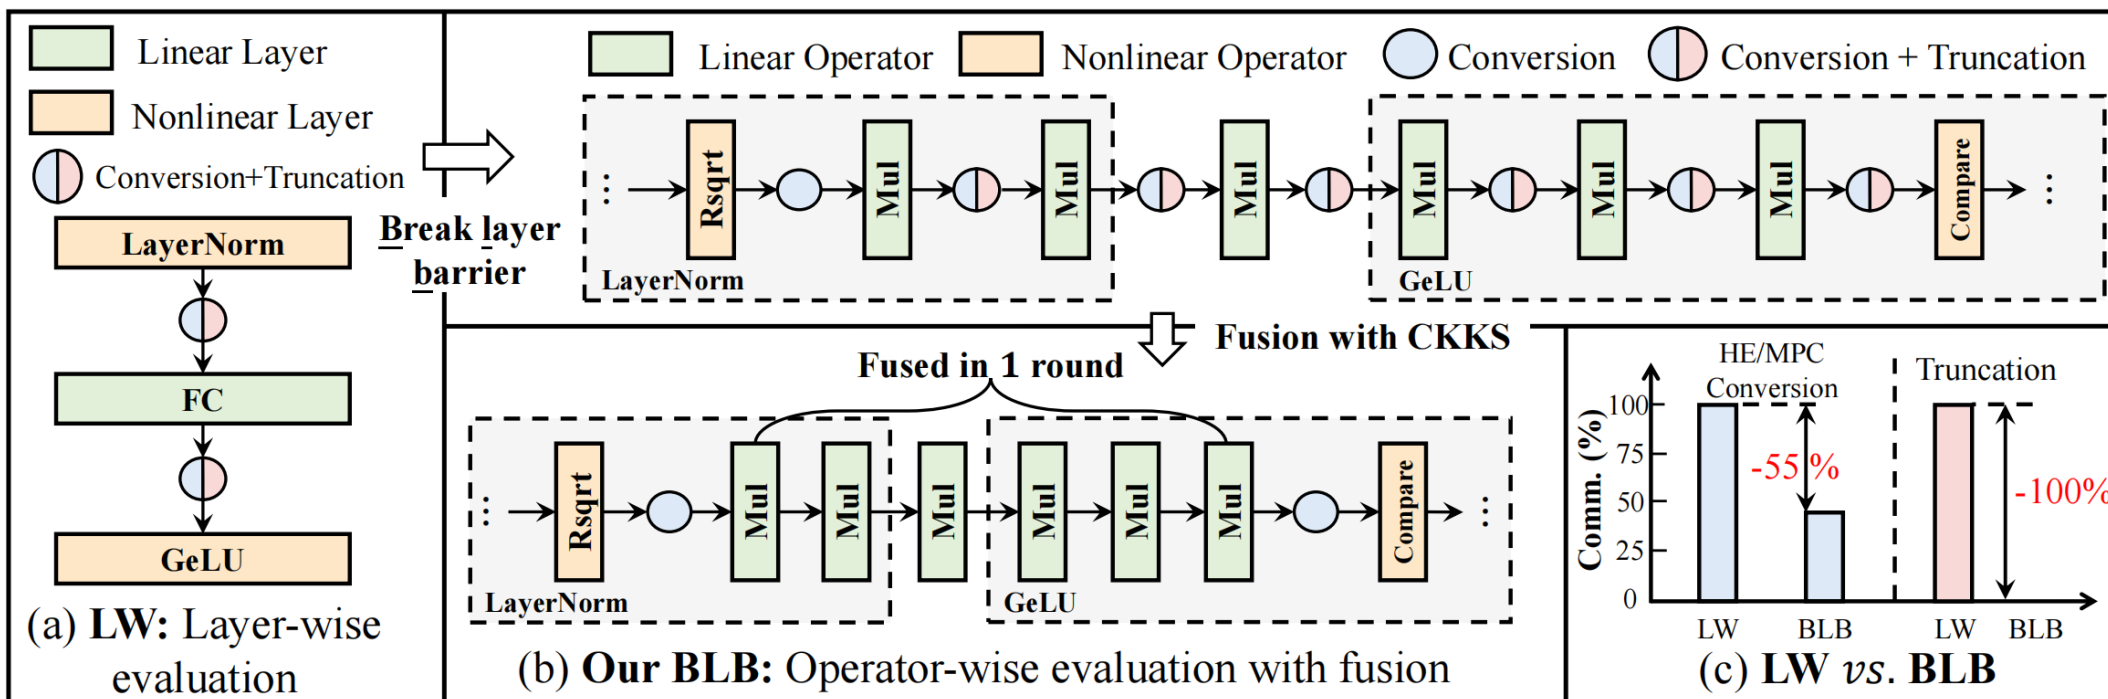 Linear Layer
Nonlinear Layer
Conversion+Truncation
LayerNorm
FC
GeLU
(a) LW: Layer-wise
evaluation
Break layer
barrier
Linear Operator
Nonlinear Operator
Conversion
Conversion + Truncation
...
Rsqrt
Mul
Mul
LayerNorm
Mul
Mul
Mul
Mul
Compare
...
GeLU
Fusion with CKKS
Fused in 1 round
...
Rsqrt
Mul
Mul
LayerNorm
Mul
Mul
Mul
Mul
GeLU
Compare
...
(b) Our BLB: Operator-wise evaluation with fusion
HE/MPC
Conversion
Truncation
Comm. (%)
100
75
50
25
0
-55 %
-100%
LW
BLB
LW
BLB
(c) LW vs. BLB